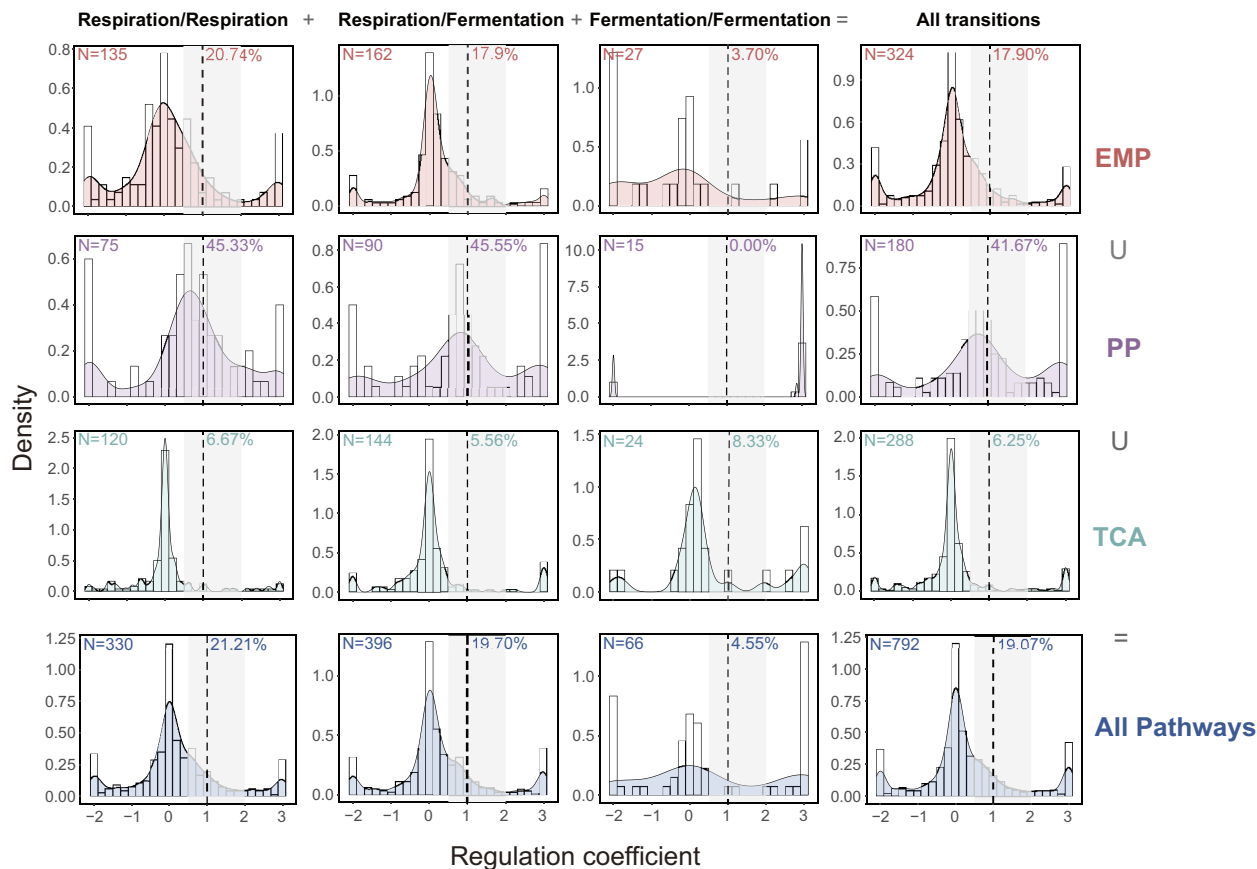 Respiration/Respiration + Respiration/Fermentation + Fermentation/Fermentation = All transitions
N=135 20.74% N=162 17.9% N=27 3.70% N=324 17.90%
0.8 0.6 0.4 0.2 0.0
1.0 0.5 0.0
1.0 0.5 0.0
0.9 0.6 0.3 0.0
EMP
N=75 45.33% N=90 45.55% N=15 0.00% N=180 41.67%
0.6 0.4 0.2 0.0
0.8 0.6 0.4 0.2 0.0
10.0 7.5 5.0 2.5 0.0
0.75 0.50 0.25 0.00
U
PP
N=120 6.67% N=144 5.56% N=24 8.33% N=288 6.25%
2.5 2.0 1.5 1.0 0.5 0.0
2.0 1.5 1.0 0.5 0.0
1.5 1.0 0.5 0.0
2.0 1.5 1.0 0.5 0.0
U
TCA
N=330 21.21% N=396 19.70% N=66 4.55% N=792 19.07%
1.25 1.00 0.75 0.50 0.25 0.00
1.0 0.5 0.0
1.0 0.5 0.0
1.25 1.00 0.75 0.50 0.25 0.00
=
All Pathways
−2 −1 0 1 2 3
−2 −1 0 1 2 3
−2 −1 0 1 2 3
−2 −1 0 1 2 3
Density
Regulation coefficient